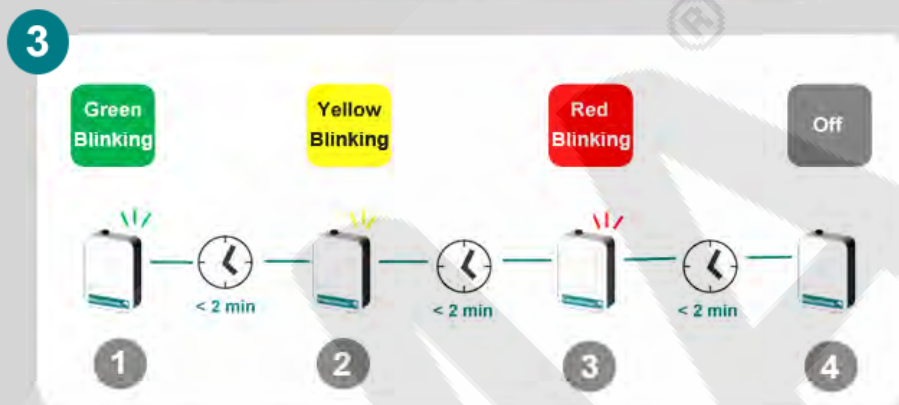 3
Green
Blinking
Yellow
Blinking
Red
Blinking
Off
< 2 min
< 2 min
< 2 min
1
2
3
4
®